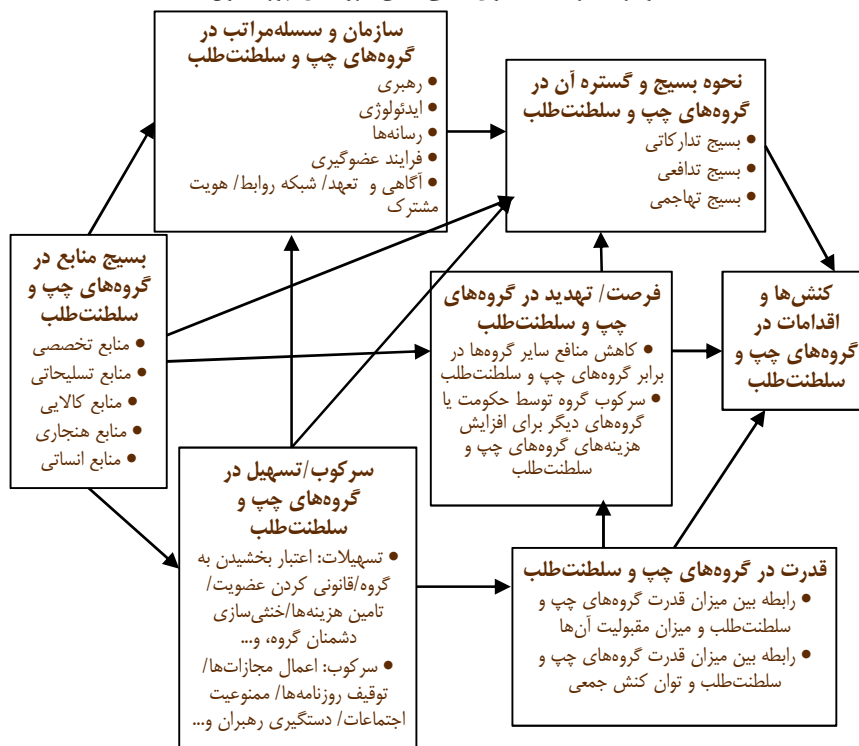 سازمان و سسله‌مراتب در
گروه‌های چپ و سلطنت‌طلب
● رهبری
● ایدئولوژی
● رسانه‌ها
● فرایند عضوگیری
● آگاهی و تعهد/ شبکه روابط/ هویت
مشترک
نحوه بسیج و گستره آن در
گروه‌های چپ و سلطنت‌طلب
● بسیج تدارکاتی
● بسیج تدافعی
● بسیج تهاجمی
بسیج منابع در
گروه‌های چپ و
سلطنت‌طلب
● منابع تخصصی
● منابع تسلیحاتی
● منابع کالایی
● منابع هنجاری
● منابع انساتی
فرصت/ تهدید در گروه‌های
چپ و سلطنت‌طلب
● کاهش منافع سایر گروه‌ها در
برابر گروه‌های چپ و سلطنت‌طلب
● سرکوب گروه توسط حکومت یا
گروه‌های دیگر برای افزایش
هزینه‌های گروه‌های چپ و
سلطنت‌طلب
کنش‌ها و
اقدامات در
گروه‌های چپ و
سلطنت‌طلب
سرکوب/تسهیل در
گروه‌های چپ و
سلطنت‌طلب
● تسهیلات: اعتبار بخشیدن به
گروه/قانونی کردن عضویت/
تامین هزینه‌ها/خنثی‌سازی
دشمنان گروه، و...
● سرکوب: اعمال مجازات‌ها/
توقیف روزنامه‌ها/ ممنوعیت
اجتماعات/ دستگیری رهبران و...
قدرت در گروه‌های چپ و سلطنت‌طلب
● رابطه بین میزان قدرت گروه‌های چپ و
سلطنت‌طلب و میزان مقبولیت آن‌ها
● رابطه بین میزان قدرت گروه‌های چپ و
سلطنت‌طلب و توان کنش جمعی